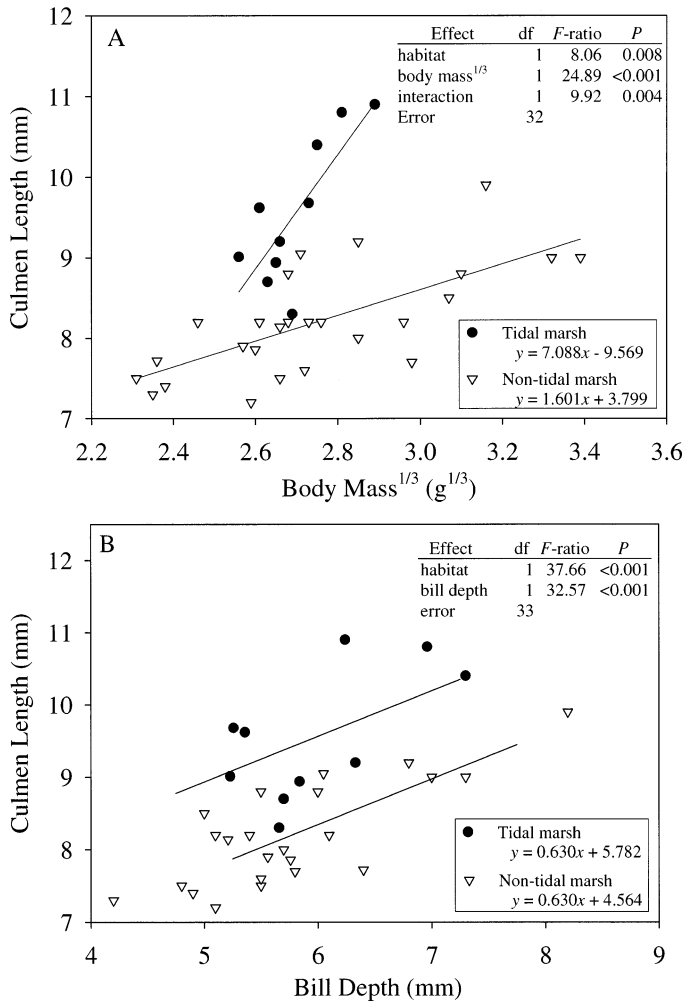 A
Effect df F-ratio P
habitat 1 8.06 0.008
body mass1/3 1 24.89 <0.001
interaction 1 9.92 0.004
Error 32
12
11
10
9
8
7
Culmen Length (mm)
Tidal marsh
y = 7.088x - 9.569
Non-tidal marsh
y = 1.601x + 3.799
2.2 2.4 2.6 2.8 3.0 3.2 3.4 3.6
Body Mass1/3 (g1/3)
B
Effect df F-ratio P
habitat 1 37.66 <0.001
bill depth 1 32.57 <0.001
error 33
12
11
10
9
8
7
Culmen Length (mm)
Tidal marsh
y = 0.630x + 5.782
Non-tidal marsh
y = 0.630x + 4.564
4 5 6 7 8 9
Bill Depth (mm)